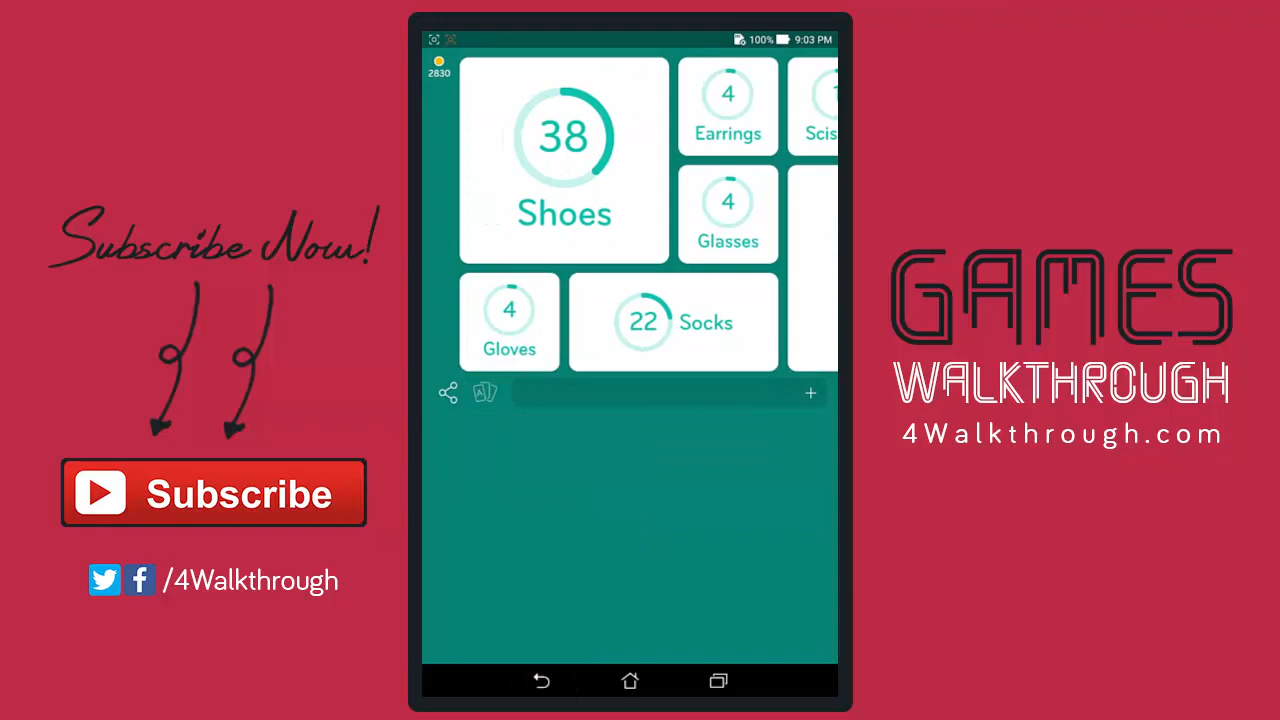 Subscribe Now!
Subscribe
/4Walkthrough
100% 9:03 PM
2830
38
Shoes
4
Earrings
4
Glasses
4
Gloves
22 Socks
GAMES
WALKTHROUGH
4Walkthrough.com